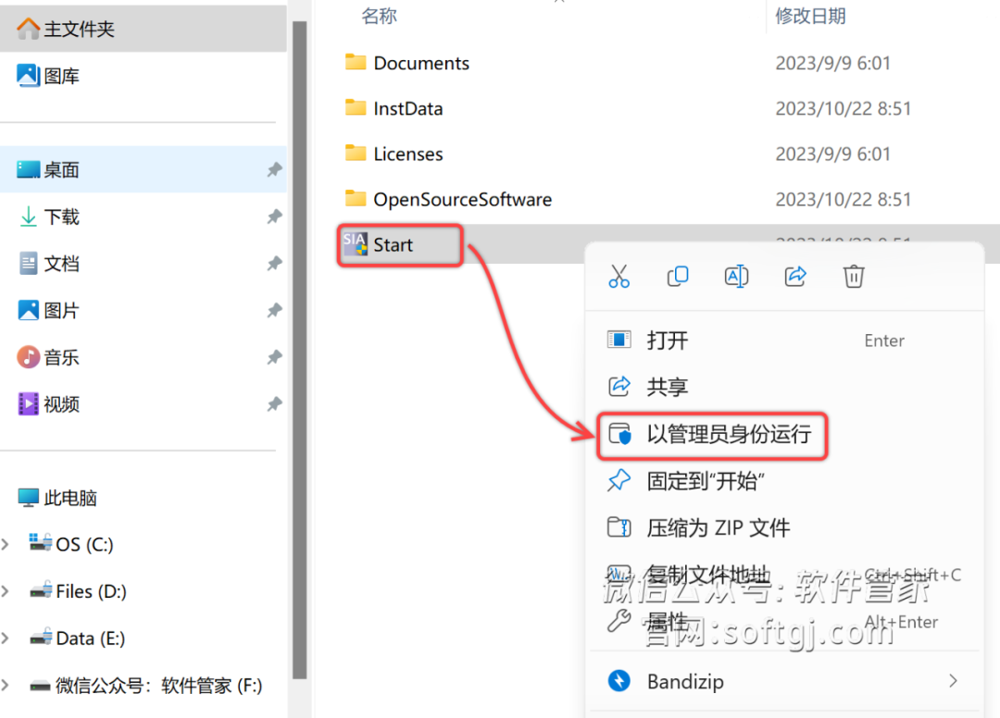 主文件夹
图库
桌面
下载
文档
图片
音乐
视频
此电脑
OS (C:)
Files (D:)
Data (E:)
微信公众号：软件管家 (F:)
名称 修改日期
Documents 2023/9/9 6:01
InstData 2023/10/22 8:51
Licenses 2023/9/9 6:01
OpenSourceSoftware 2023/10/22 8:51
SIA Start 2023/10/22 8:51
打开 Enter
共享
以管理员身份运行
固定到"开始"
压缩为 ZIP 文件
复制文件地址 Ctrl+Shift+C
微信公众号：软件管家
属性 Alt+Enter
官网：softgj.com
Bandizip